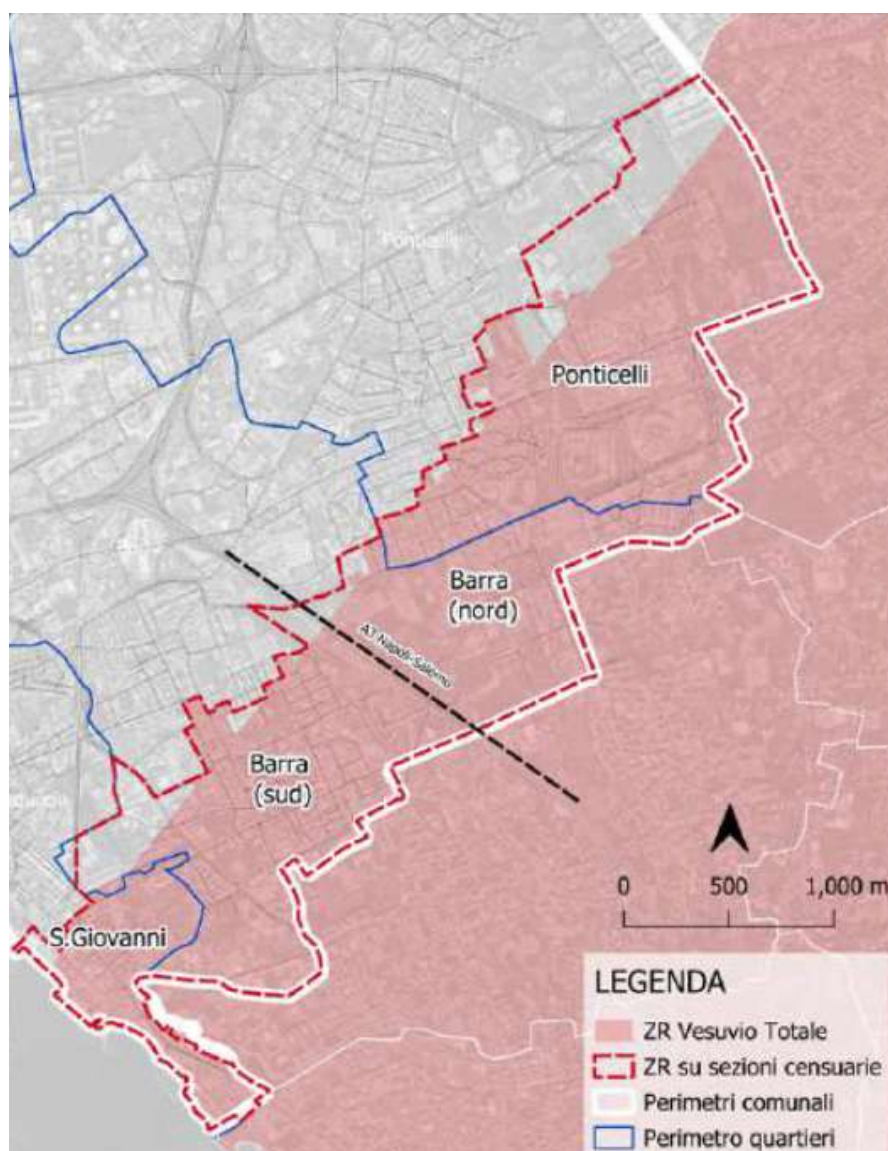 Ponticelli
Ponticelli
Barra
(nord)
A3 Napoli-Salerno
Barra
(sud)
S.Giovanni
0 500 1,000 m
LEGENDA
ZR Vesuvio Totale
ZR su sezioni censuarie
Perimetri comunali
Perimetro quartieri